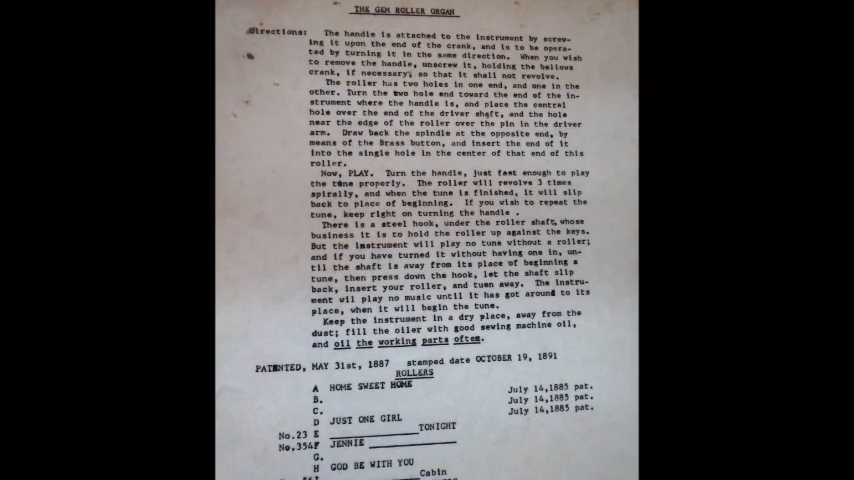 THE GEM ROLLER ORGAN
Directions: The handle is attached to the instrument by screw-
ing it upon the end of the crank, and is to be opera-
ted by turning it in the same direction. When you wish
to remove the handle, unscrew it, holding the bellows
crank, if necessary, so that it shall not revolve.
The roller has two holes in one end, and one in the
other. Turn the two hole end toward the end of the in-
strument where the handle is, and place the central
hole over the end of the driver shaft, and the hole
near the edge of the roller over the pin in the driver
arm. Draw back the spindle at the opposite end, by
means of the Brass button, and insert the end of it
into the single hole in the center of that end of this
roller.
Now, PLAY. Turn the handle, just fast enough to play
the tune properly. The roller will revolve 3 times
spirally, and when the tune is finished, it will slip
back to place of beginning. If you wish to repeat the
tune, keep right on turning the handle .
There is a steel hook, under the roller shaft, whose
business it is to hold the roller up against the keys.
But the instrument will play no tune without a roller;
and if you have turned it without having one in, un-
til the shaft is away from its place of beginning a
tune, then press down the hook, let the shaft slip
back, insert your roller, and tuen away. The instru-
ment wil play no music until it has got around to its
place, when it will begin the tune.
Keep the instrument in a dry place, away from the
dust; fill the oiler with good sewing machine oil,
and oil the working parts often.
PATENTED, MAY 31st, 1887 stamped date OCTOBER 19, 1891
ROLLERS
A HOME SWEET HOME
B. July 14,1885 pat.
C. July 14,1885 pat.
D JUST ONE GIRL July 14,1885 pat.
No.23 E ____________TONIGHT
No.354F JENNIE ____________
G.
H GOD BE WITH YOU
Cabin